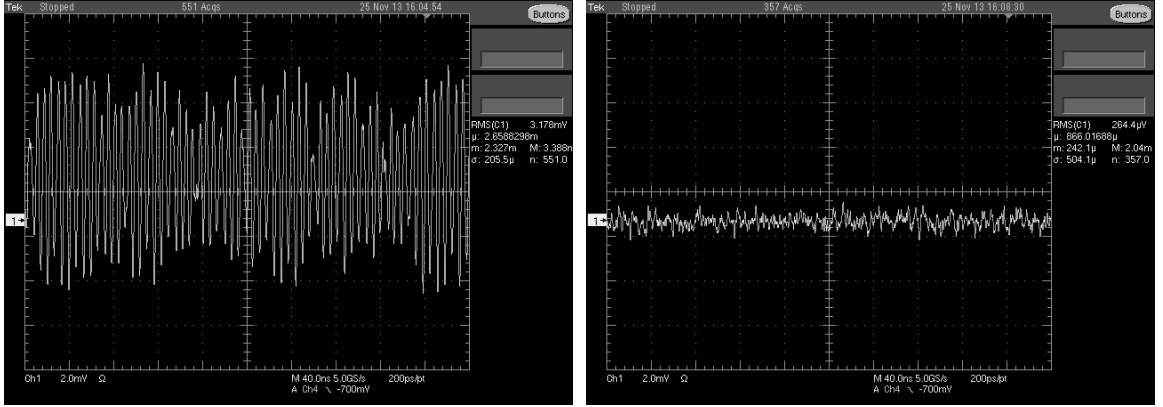 Tek Stopped 551 Acqs 25 Nov 13 16:04:54
Buttons
RMS(C1) 3.178mV
µ: 2.6588298m
m: 2.327m M: 3.388m
σ: 205.5µ n: 551.0
1
Ch1 2.0mV Ω M 40.0ns 5.0GS/s 200ps/pt
A Ch4 \ -700mV
Tek Stopped 357 Acqs 25 Nov 13 16:08:30
Buttons
RMS(C1) 264.4µV
µ: 866.01688µ
m: 242.1µ M: 2.04m
σ: 504.1µ n: 357.0
1
Ch1 2.0mV Ω M 40.0ns 5.0GS/s 200ps/pt
A Ch4 \ -700mV